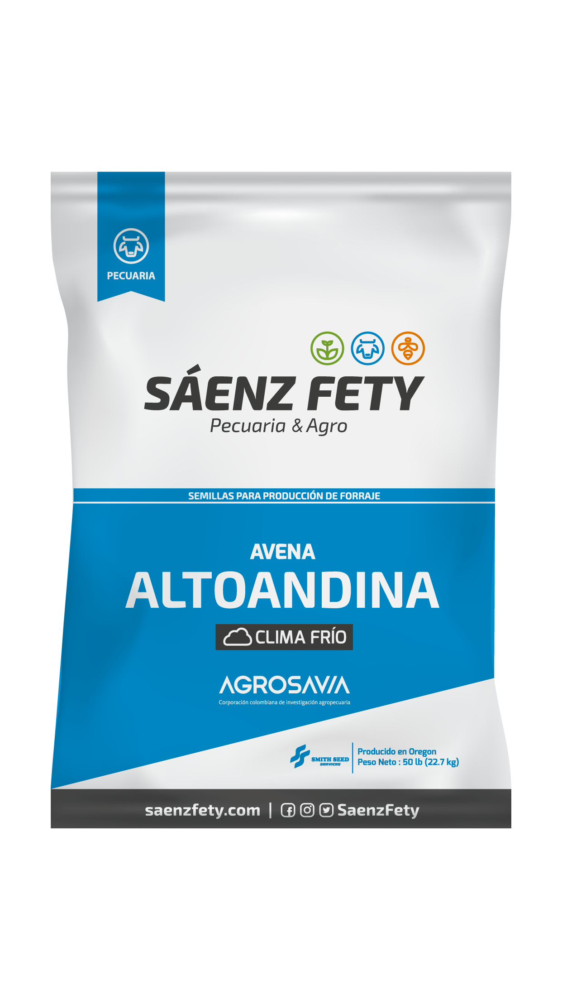 PECUARIA
SÁENZ FETY
Pecuaria & Agro
SEMILLAS PARA PRODUCCIÓN DE FORRAJE
AVENA
ALTOANDINA
CLIMA FRÍO
AGROSAVIA
Corporación colombiana de investigación agropecuaria
SMITH SEED
SERVICES
Producido en Oregon
Peso Neto : 50 lb (22.7 kg)
saenzfety.com | SaenzFety